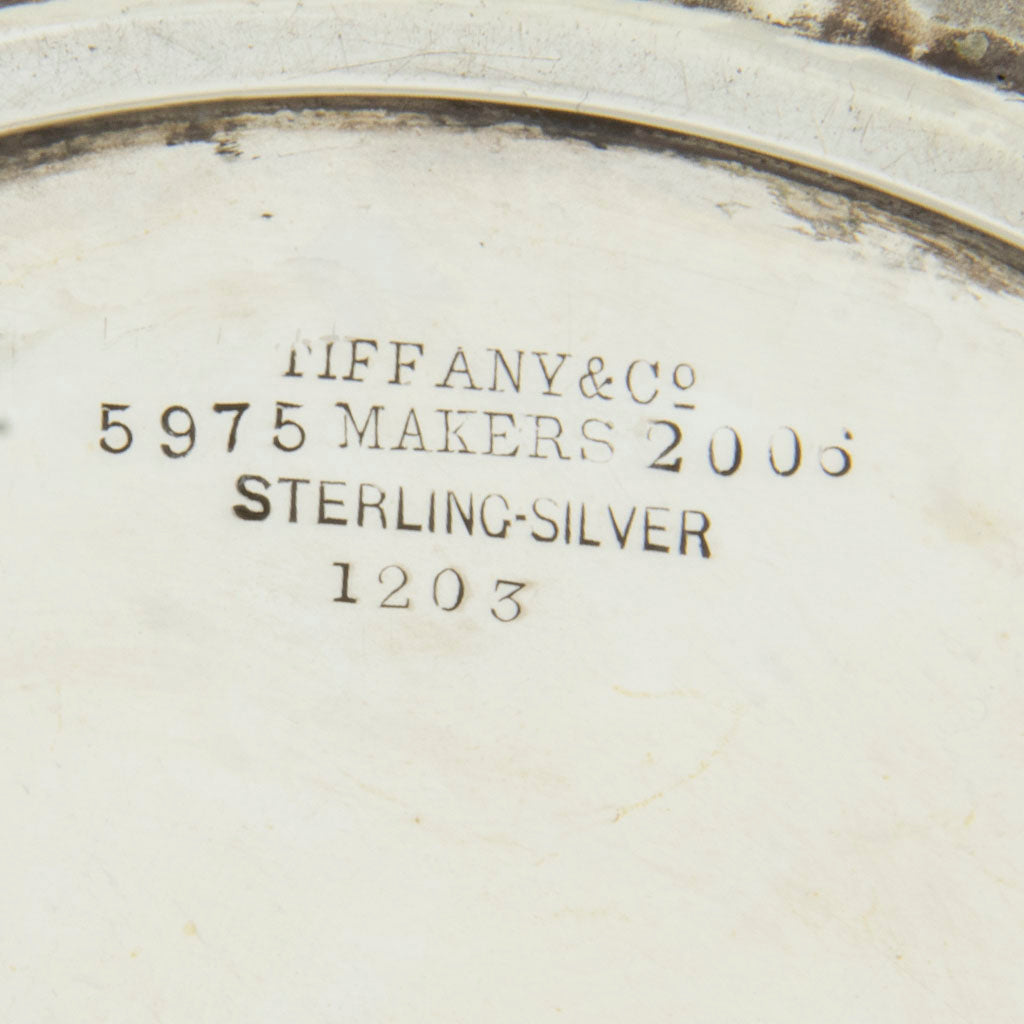 TIFFANY & Cº
5975 MAKERS 2006
STERLING-SILVER
1203